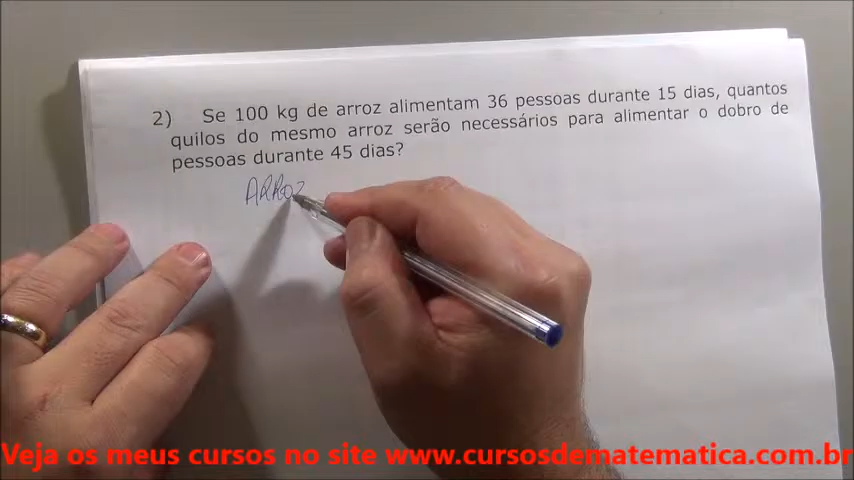 2) Se 100 kg de arroz alimentam 36 pessoas durante 15 dias, quantos
quilos do mesmo arroz serão necessários para alimentar o dobro de
pessoas durante 45 dias?
ARROZ
Veja os meus cursos no site www.cursosdematematica.com.br